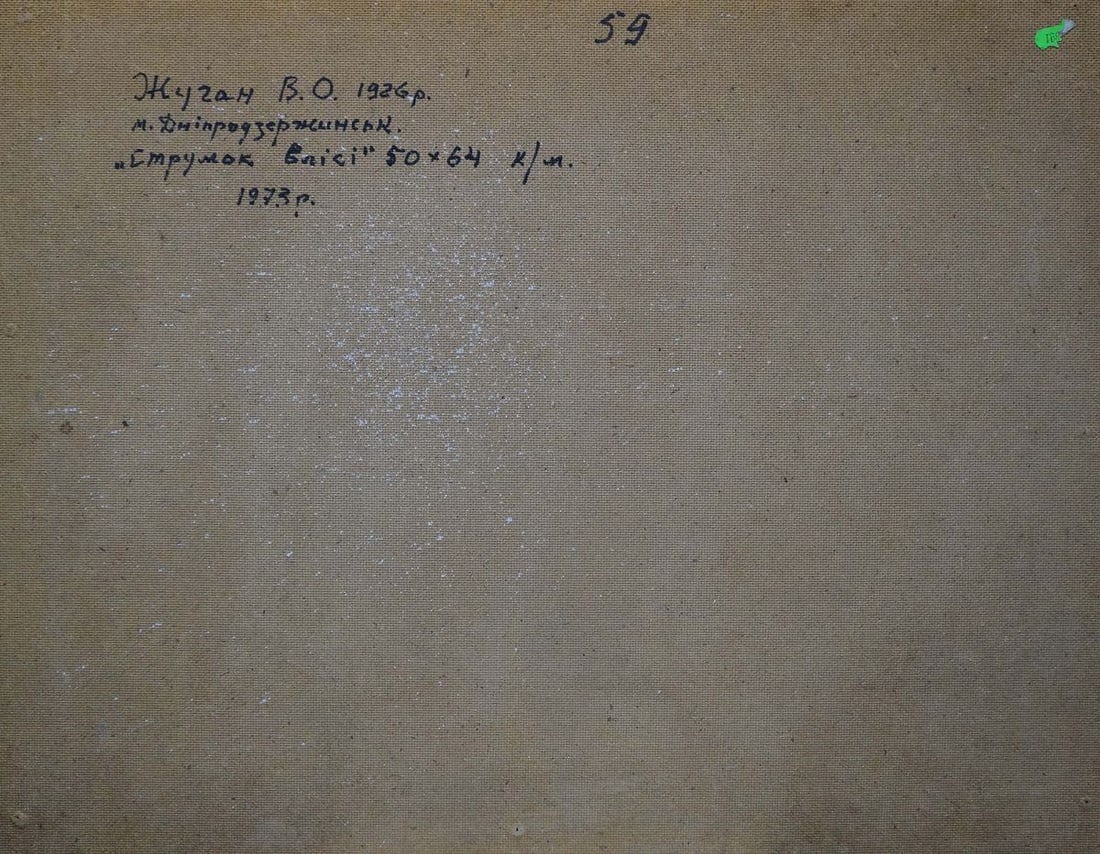 59
Жуган В.О. 1926р.
м. Дніпродзержинськ.
„Струмок влісі" 50×64 к/м.
1973р.